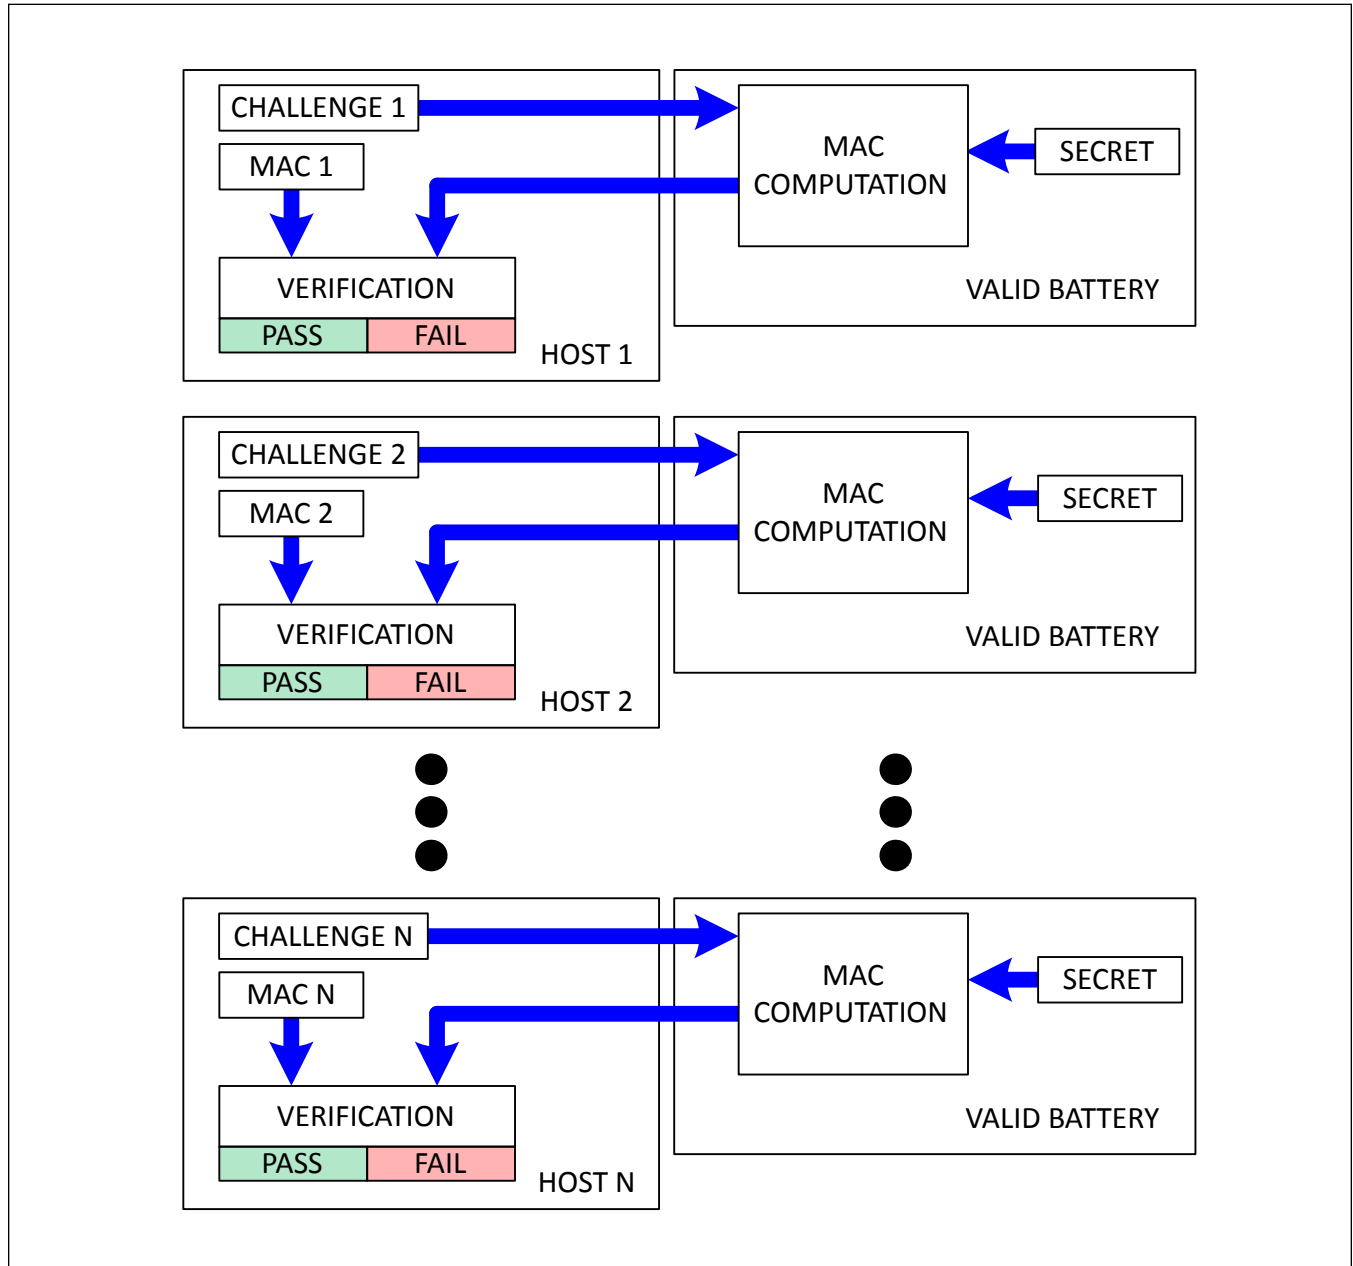 CHALLENGE 1
MAC 1
MAC
COMPUTATION
SECRET
VERIFICATION
PASS
FAIL
HOST 1
VALID BATTERY
CHALLENGE 2
MAC 2
MAC
COMPUTATION
SECRET
VERIFICATION
PASS
FAIL
HOST 2
VALID BATTERY
CHALLENGE N
MAC N
MAC
COMPUTATION
SECRET
VERIFICATION
PASS
FAIL
HOST N
VALID BATTERY